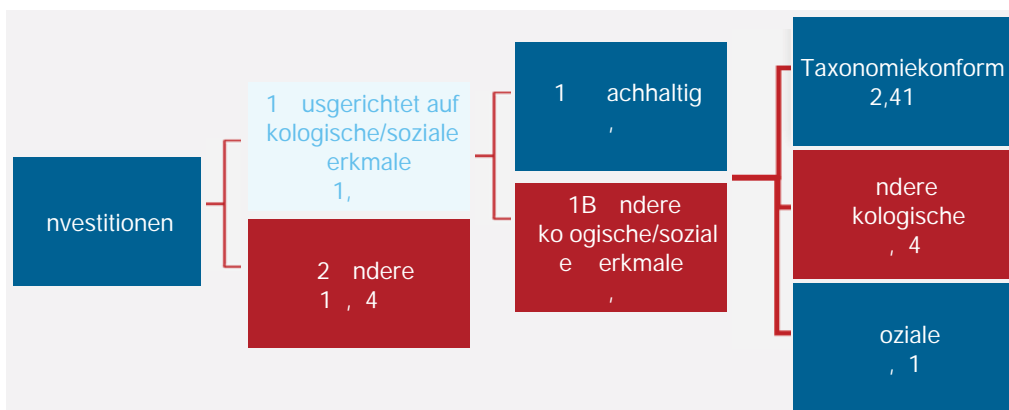 nvestitionen
1 usgerichtet auf
kologische/soziale
erkmale
1,
2 ndere
1 , 4
1 achhaltig
,
1B ndere
ko ogische/sozial
e erkmale
,
Taxonomiekonform
2,41
ndere
kologische
, 4
oziale
, 1